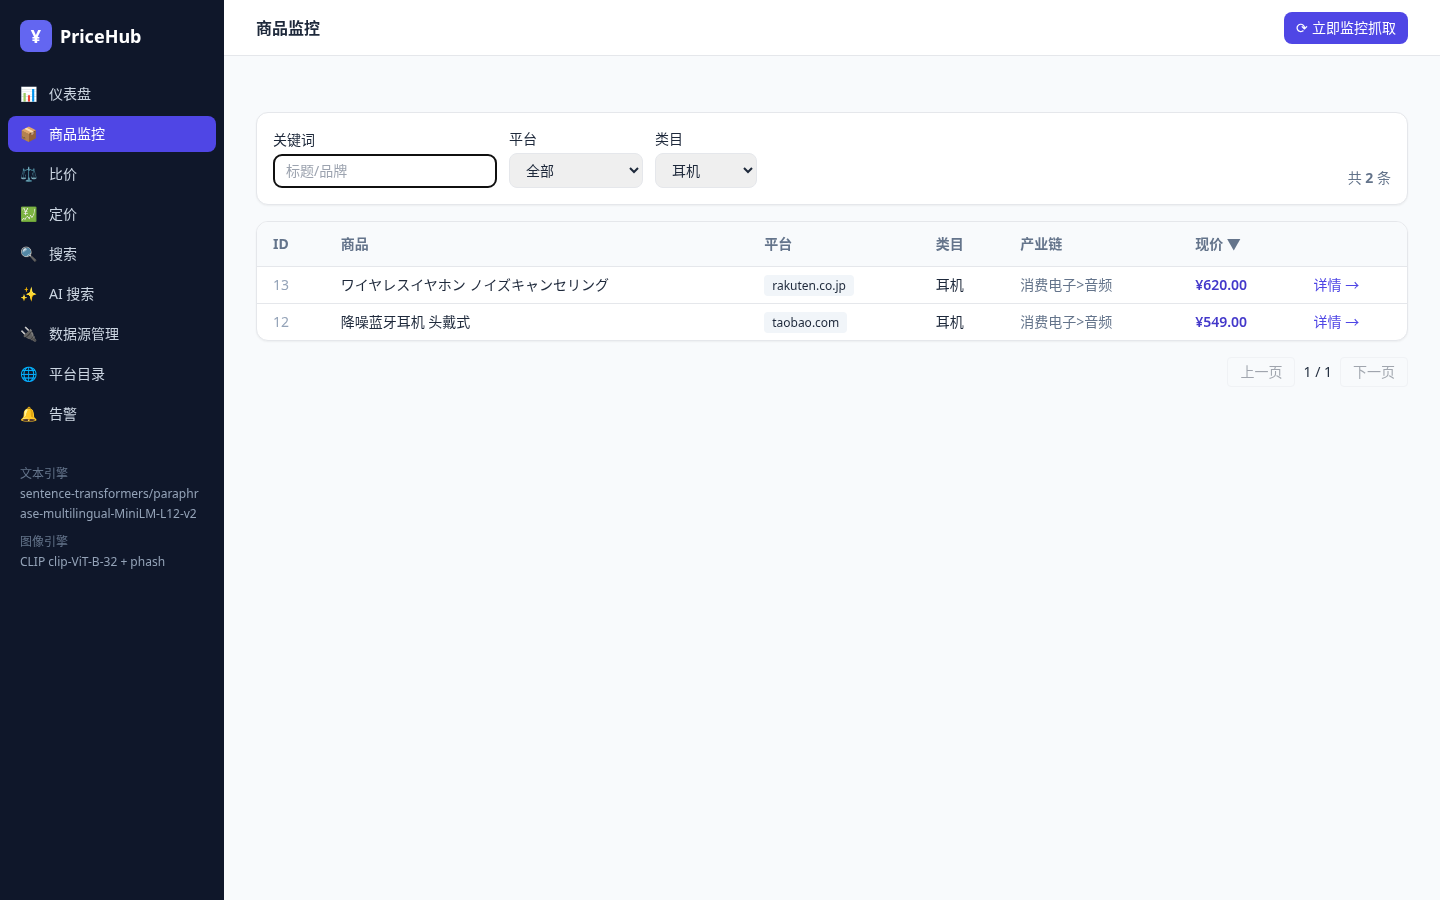 ¥ PriceHub
📊 仪表盘
📦 商品监控
⚖️ 比价
💹 定价
🔍 搜索
✨ AI 搜索
🔌 数据源管理
🌐 平台目录
🔔 告警
文本引擎
sentence-transformers/paraphr
ase-multilingual-MiniLM-L12-v2
图像引擎
CLIP clip-ViT-B-32 + phash
商品监控
⟳ 立即监控抓取
关键词 平台 类目
标题/品牌 全部 耳机
共 2 条
ID 商品 平台 类目 产业链 现价 ▼
13 ワイヤレスイヤホン ノイズキャンセリング rakuten.co.jp 耳机 消费电子>音频 ¥620.00 详情 →
12 降噪蓝牙耳机 头戴式 taobao.com 耳机 消费电子>音频 ¥549.00 详情 →
上一页 1 / 1 下一页